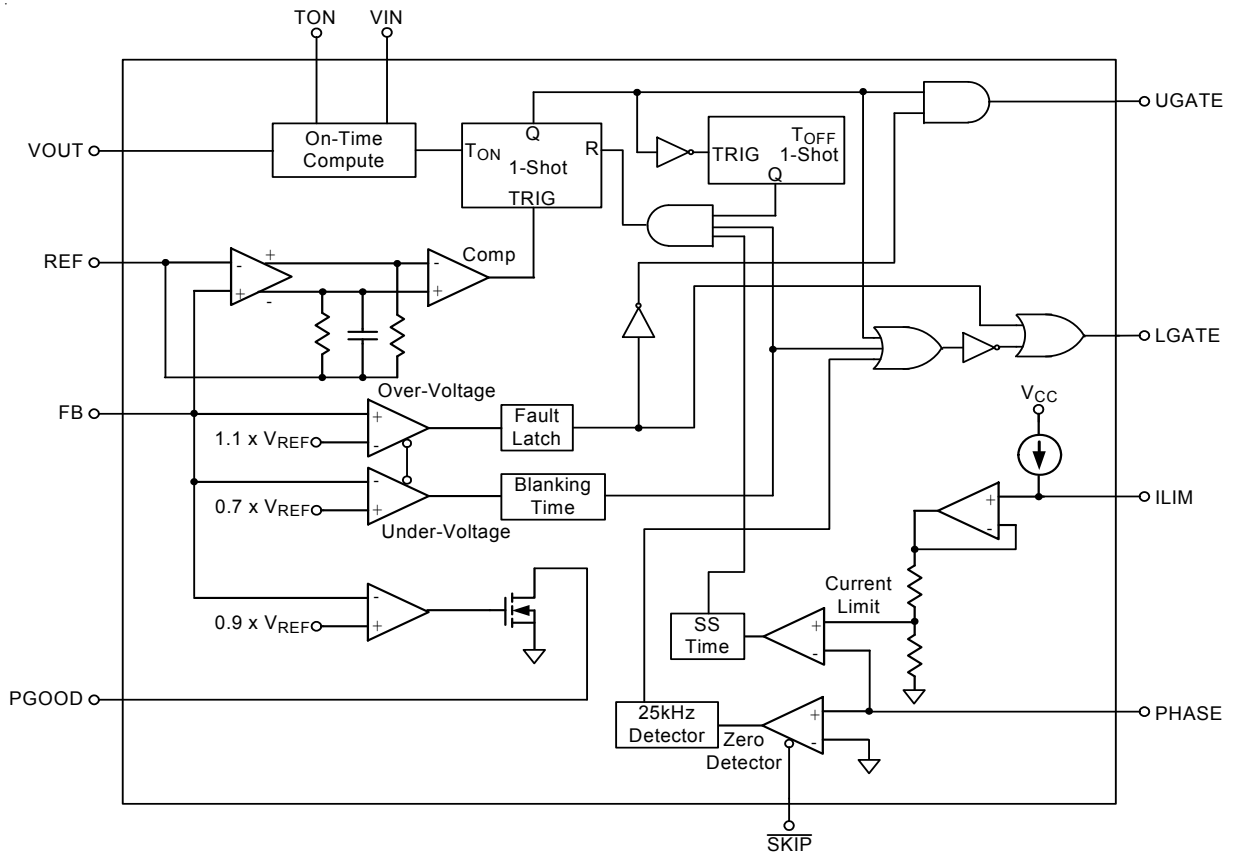 TON VIN
UGATE
VOUT
On-Time
Compute
Q
TON
1-Shot
R
TRIG
TOFF
1-Shot
TRIG
Q
REF
- +
+ -
Comp
-
+
LGATE
Over-Voltage
FB
+
-
1.1 x VREF
Fault
Latch
VCC
-
+
0.7 x VREF
Under-Voltage
Blanking
Time
+
-
ILIM
Current
Limit
-
+
0.9 x VREF
SS
Time
+
-
PGOOD
25kHz
Detector
Zero
Detector
+
-
PHASE
SKIP